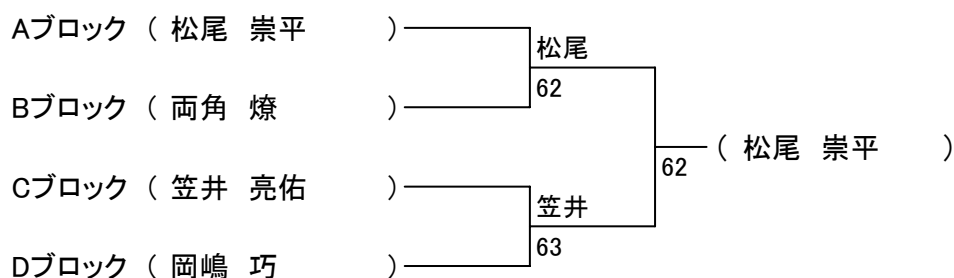 Aブロック ( 松尾 崇平 )
松尾
62
Bブロック ( 両角 燎 )
( 松尾 崇平 )
62
Cブロック ( 笠井 亮佑 )
笠井
63
Dブロック ( 岡嶋 巧 )